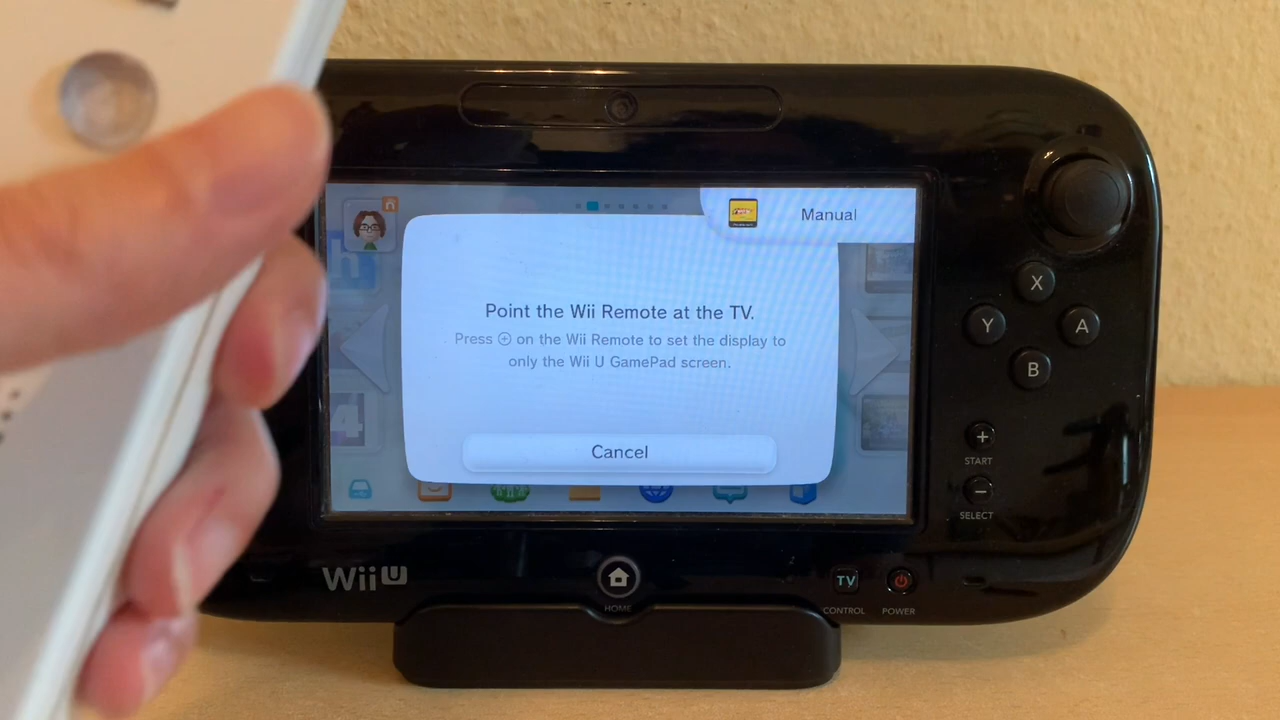 Manual
Point the Wii Remote at the TV.
Press ⊕ on the Wii Remote to set the display to
only the Wii U GamePad screen.
Cancel
X
Y
A
B
+
START
−
SELECT
Wii U
HOME
TV
CONTROL
POWER